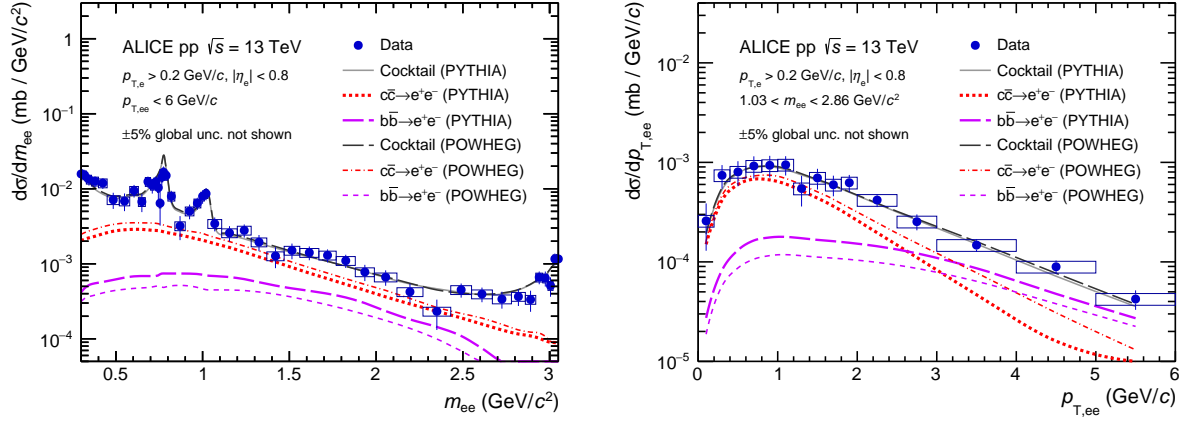 dσ/dm_ee (mb / GeV/c²)
1
10⁻¹
10⁻²
10⁻³
10⁻⁴
ALICE pp √s = 13 TeV
p_T,e > 0.2 GeV/c, |η_e| < 0.8
p_T,ee < 6 GeV/c
±5% global unc. not shown
Data
Cocktail (PYTHIA)
cc̄→e⁺e⁻ (PYTHIA)
bb̄→e⁺e⁻ (PYTHIA)
Cocktail (POWHEG)
cc̄→e⁺e⁻ (POWHEG)
bb̄→e⁺e⁻ (POWHEG)
0.5 1 1.5 2 2.5 3
m_ee (GeV/c²)
dσ/dp_T,ee (mb / GeV/c)
10⁻¹
10⁻²
10⁻³
10⁻⁴
10⁻⁵
ALICE pp √s = 13 TeV
p_T,e > 0.2 GeV/c, |η_e| < 0.8
1.03 < m_ee < 2.86 GeV/c²
±5% global unc. not shown
Data
Cocktail (PYTHIA)
cc̄→e⁺e⁻ (PYTHIA)
bb̄→e⁺e⁻ (PYTHIA)
Cocktail (POWHEG)
cc̄→e⁺e⁻ (POWHEG)
bb̄→e⁺e⁻ (POWHEG)
0 1 2 3 4 5 6
p_T,ee (GeV/c)